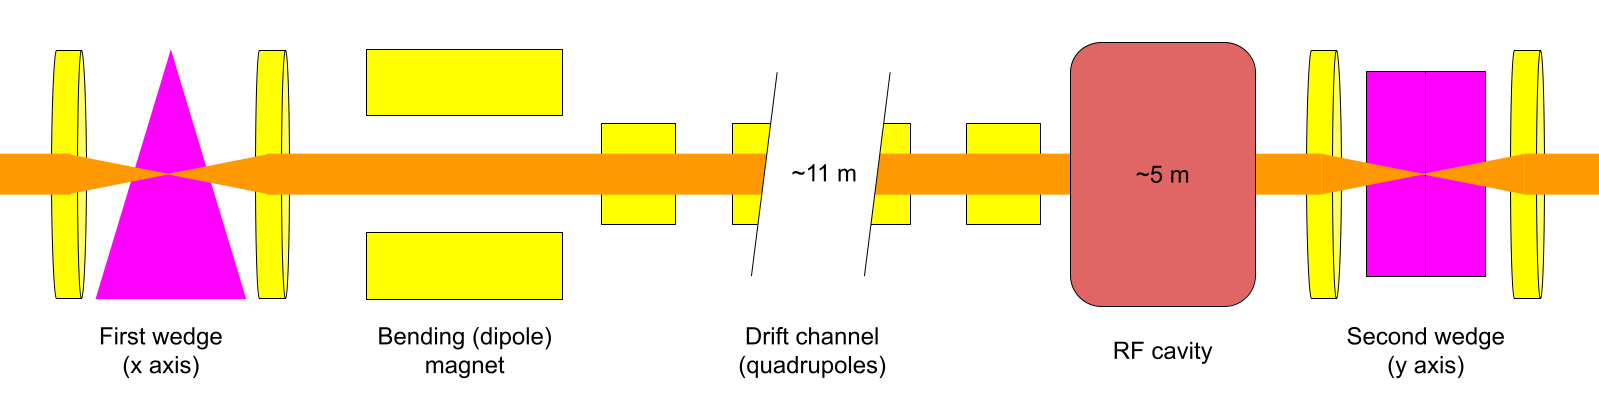 ~11 m
~5 m
First wedge
(x axis)
Bending (dipole)
magnet
Drift channel
(quadrupoles)
RF cavity
Second wedge
(y axis)